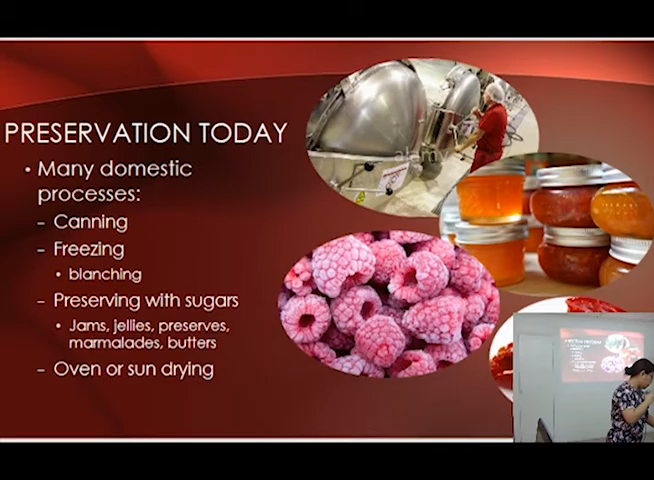 PRESERVATION TODAY
• Many domestic
processes:
– Canning
– Freezing
• blanching
– Preserving with sugars
• Jams, jellies, preserves,
marmalades, butters
– Oven or sun drying
alamy